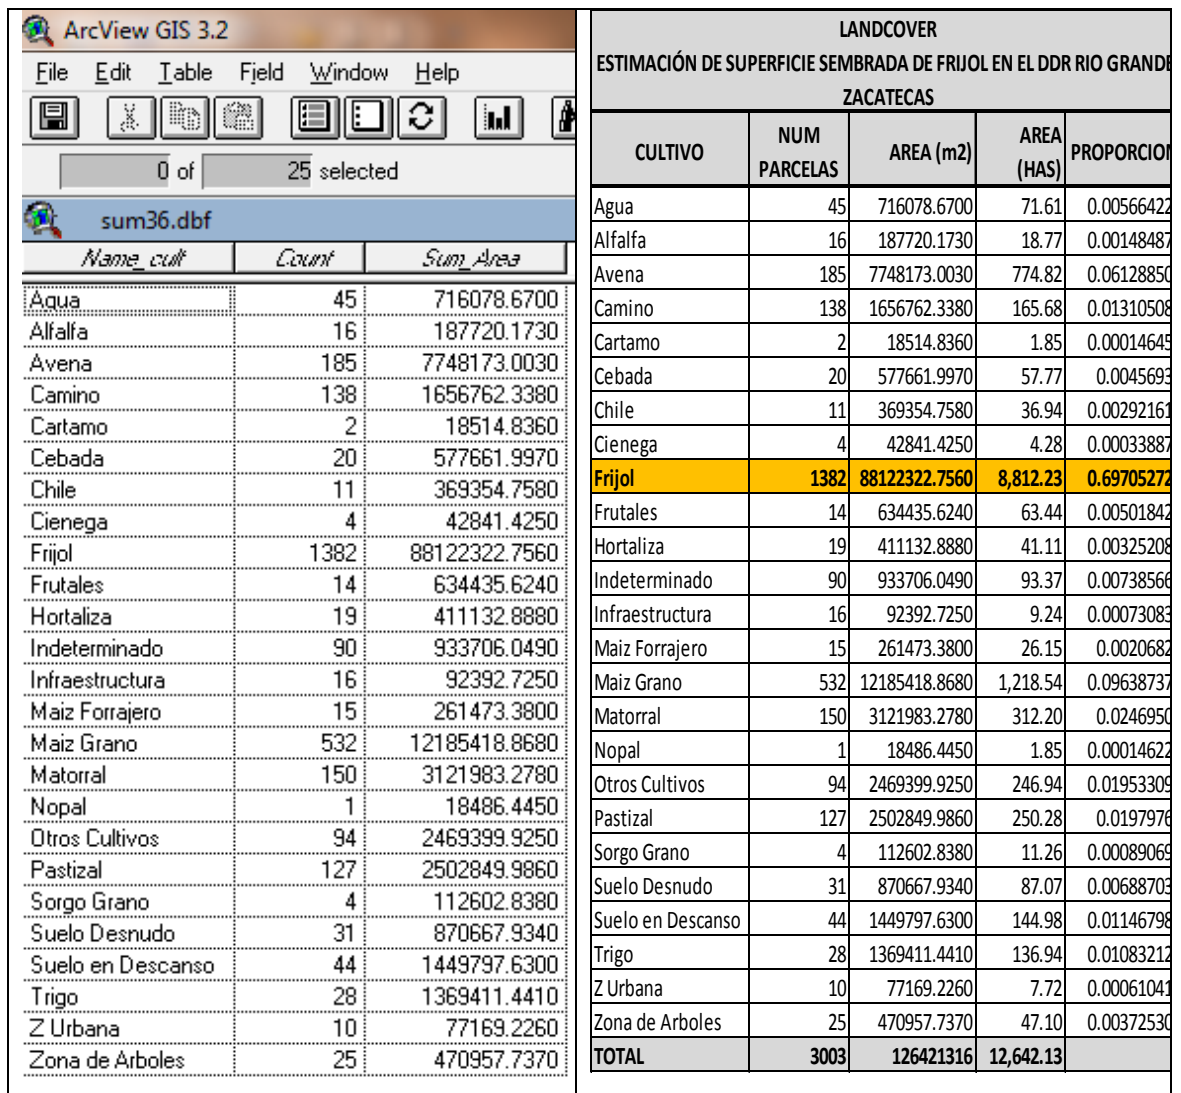 ArcView GIS 3.2
File Edit Table Field Window Help
0 of 25 selected
sum36.dbf
Name_cult Count Sum_Area
Agua 45 716078.6700
Alfalfa 16 187720.1730
Avena 185 7748173.0030
Camino 138 1656762.3380
Cartamo 2 18514.8360
Cebada 20 577661.9970
Chile 11 369354.7580
Cienega 4 42841.4250
Frijol 1382 88122322.7560
Frutales 14 634435.6240
Hortaliza 19 411132.8880
Indeterminado 90 933706.0490
Infraestructura 16 92392.7250
Maiz Forrajero 15 261473.3800
Maiz Grano 532 12185418.8680
Matorral 150 3121983.2780
Nopal 1 18486.4450
Otros Cultivos 94 2469399.9250
Pastizal 127 2502849.9860
Sorgo Grano 4 112602.8380
Suelo Desnudo 31 870667.9340
Suelo en Descanso 44 1449797.6300
Trigo 28 1369411.4410
Z Urbana 10 77169.2260
Zona de Arboles 25 470957.7370
LANDCOVER
ESTIMACIÓN DE SUPERFICIE SEMBRADA DE FRIJOL EN EL DDR RIO GRANDE
ZACATECAS
CULTIVO NUM PARCELAS AREA (m2) AREA (HAS) PROPORCION
Agua 45 716078.6700 71.61 0.00566422
Alfalfa 16 187720.1730 18.77 0.00148487
Avena 185 7748173.0030 774.82 0.06128850
Camino 138 1656762.3380 165.68 0.01310508
Cartamo 2 18514.8360 1.85 0.00014645
Cebada 20 577661.9970 57.77 0.0045693
Chile 11 369354.7580 36.94 0.00292161
Cienega 4 42841.4250 4.28 0.00033887
Frijol 1382 88122322.7560 8,812.23 0.69705272
Frutales 14 634435.6240 63.44 0.00501842
Hortaliza 19 411132.8880 41.11 0.00325208
Indeterminado 90 933706.0490 93.37 0.00738566
Infraestructura 16 92392.7250 9.24 0.00073083
Maiz Forrajero 15 261473.3800 26.15 0.0020682
Maiz Grano 532 12185418.8680 1,218.54 0.09638737
Matorral 150 3121983.2780 312.20 0.0246950
Nopal 1 18486.4450 1.85 0.00014622
Otros Cultivos 94 2469399.9250 246.94 0.01953309
Pastizal 127 2502849.9860 250.28 0.0197976
Sorgo Grano 4 112602.8380 11.26 0.00089069
Suelo Desnudo 31 870667.9340 87.07 0.00688703
Suelo en Descanso 44 1449797.6300 144.98 0.01146798
Trigo 28 1369411.4410 136.94 0.01083212
Z Urbana 10 77169.2260 7.72 0.00061041
Zona de Arboles 25 470957.7370 47.10 0.00372530
TOTAL 3003 126421316 12,642.13